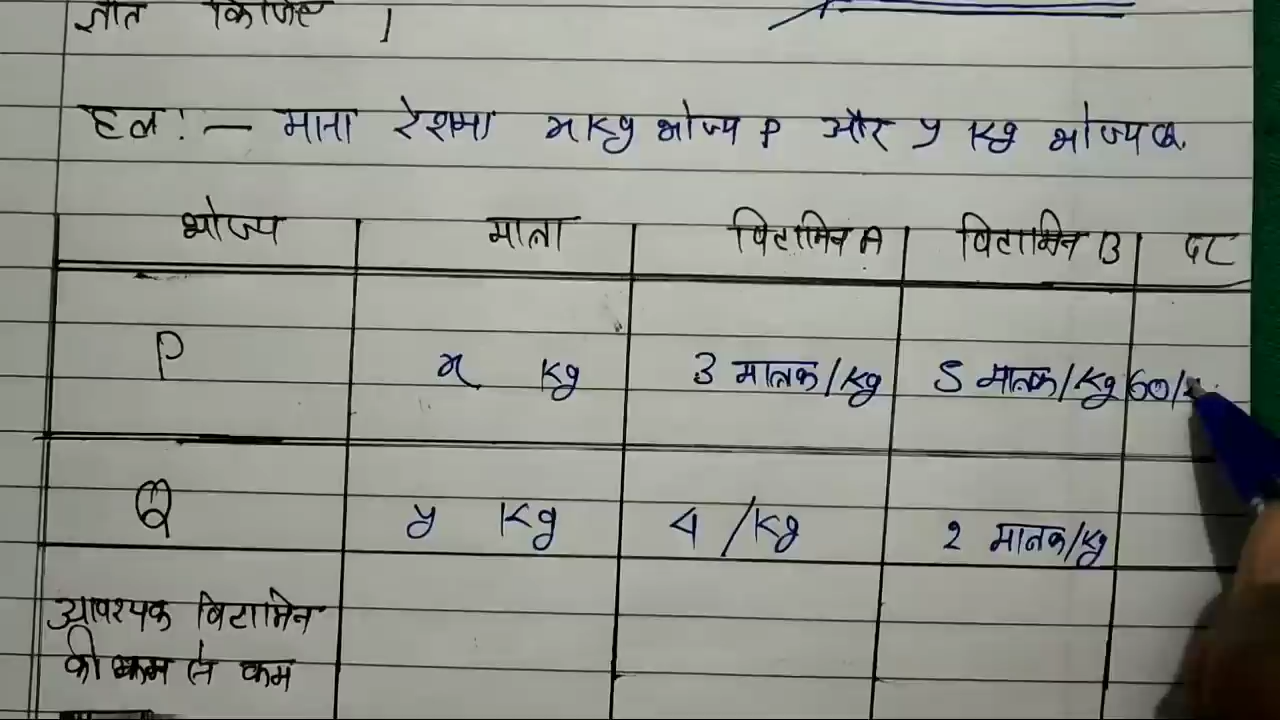 ज्ञात किजिए ।
हल :- माना रेशमा x Kg भोज्य P और y Kg भोज्य Q.
भोज्य मात्रा विटामिन A विटामिन B दर
P x Kg 3 मात्रक/Kg 5 मात्रक/Kg 60/
Q y Kg 4 /Kg 2 मात्रक/Kg
आवश्यक विटामिन
की कम से कम